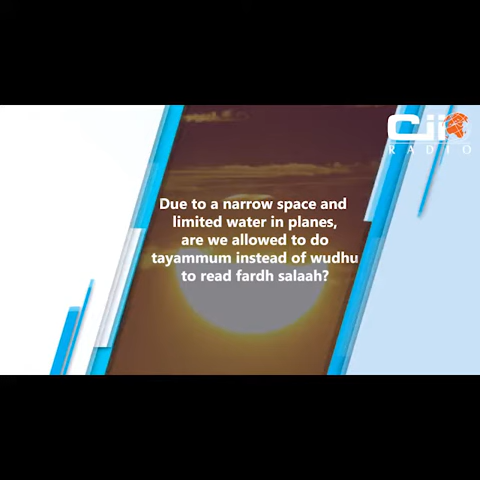 Cii
RADIO
Due to a narrow space and
limited water in planes,
are we allowed to do
tayammum instead of wudhu
to read fardh salaah?